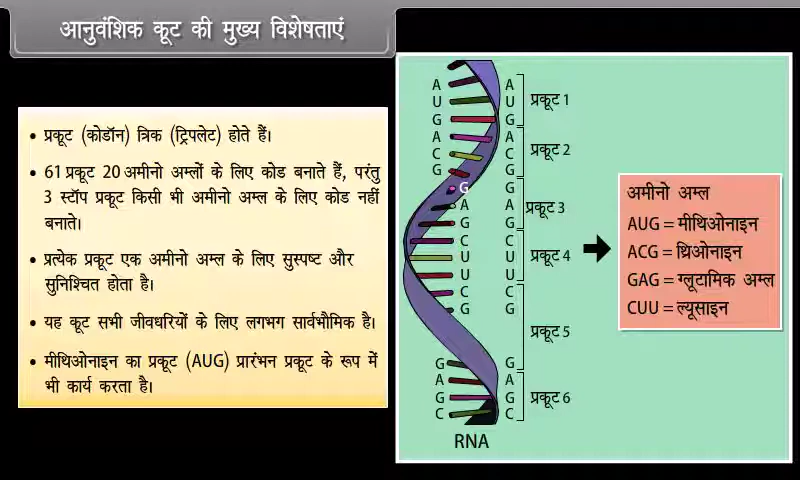 आनुवंशिक कूट की मुख्य विशेषताएं
• प्रकूट (कोडॉन) त्रिक (ट्रिपलेट) होते हैं।
• 61 प्रकूट 20 अमीनो अम्लों के लिए कोड बनाते हैं, परंतु
3 स्टॉप प्रकूट किसी भी अमीनो अम्ल के लिए कोड नहीं
बनाते।
• प्रत्येक प्रकूट एक अमीनो अम्ल के लिए सुस्पष्ट और
सुनिश्चित होता है।
• यह कूट सभी जीवधरियों के लिए लगभग सार्वभौमिक है।
• मीथिओनाइन का प्रकूट (AUG) प्रारंभन प्रकूट के रूप में
भी कार्य करता है।
A A
U U प्रकूट 1
G G
A A
C C प्रकूट 2
G G
G G
A A प्रकूट 3
G G
C C
U U प्रकूट 4
U U
C C
G G
प्रकूट 5
G G
A A
G G प्रकूट 6
C C
RNA
अमीनो अम्ल
AUG = मीथिओनाइन
ACG = थ्रिओनाइन
GAG = ग्लूटामिक अम्ल
CUU = ल्यूसाइन